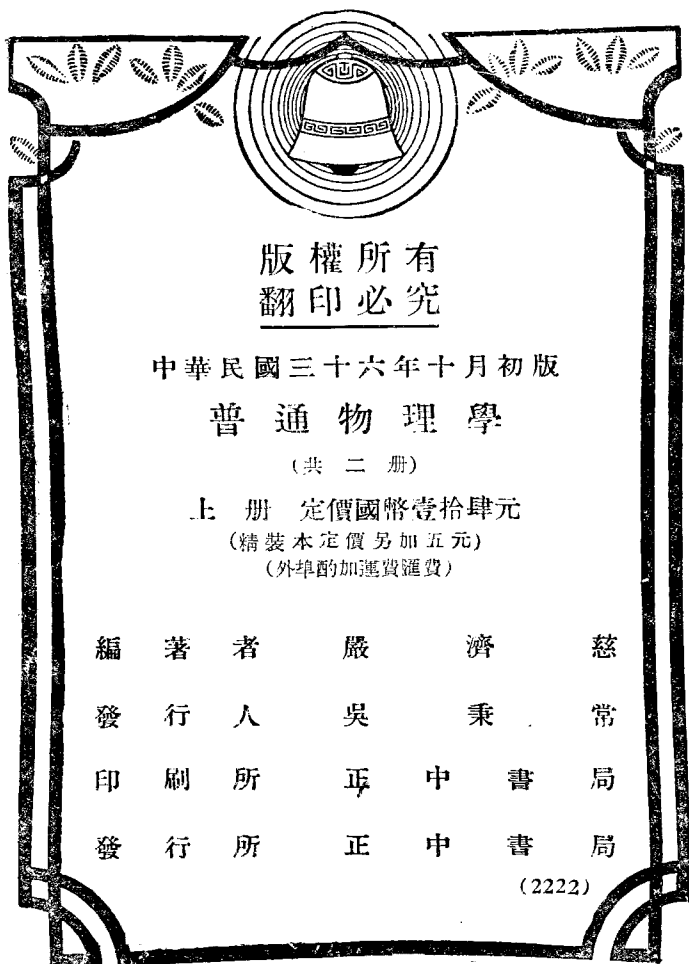 版權所有
翻印必究
中華民國三十六年十月初版
普通物理學
(共二册)
上册 定價國幣壹拾肆元
(精裝本定價另加五元)
(外埠酌加運費匯費)
編著者 嚴濟慈
發行人 吳秉常
印刷所 正中書局
發行所 正中書局
(2222)